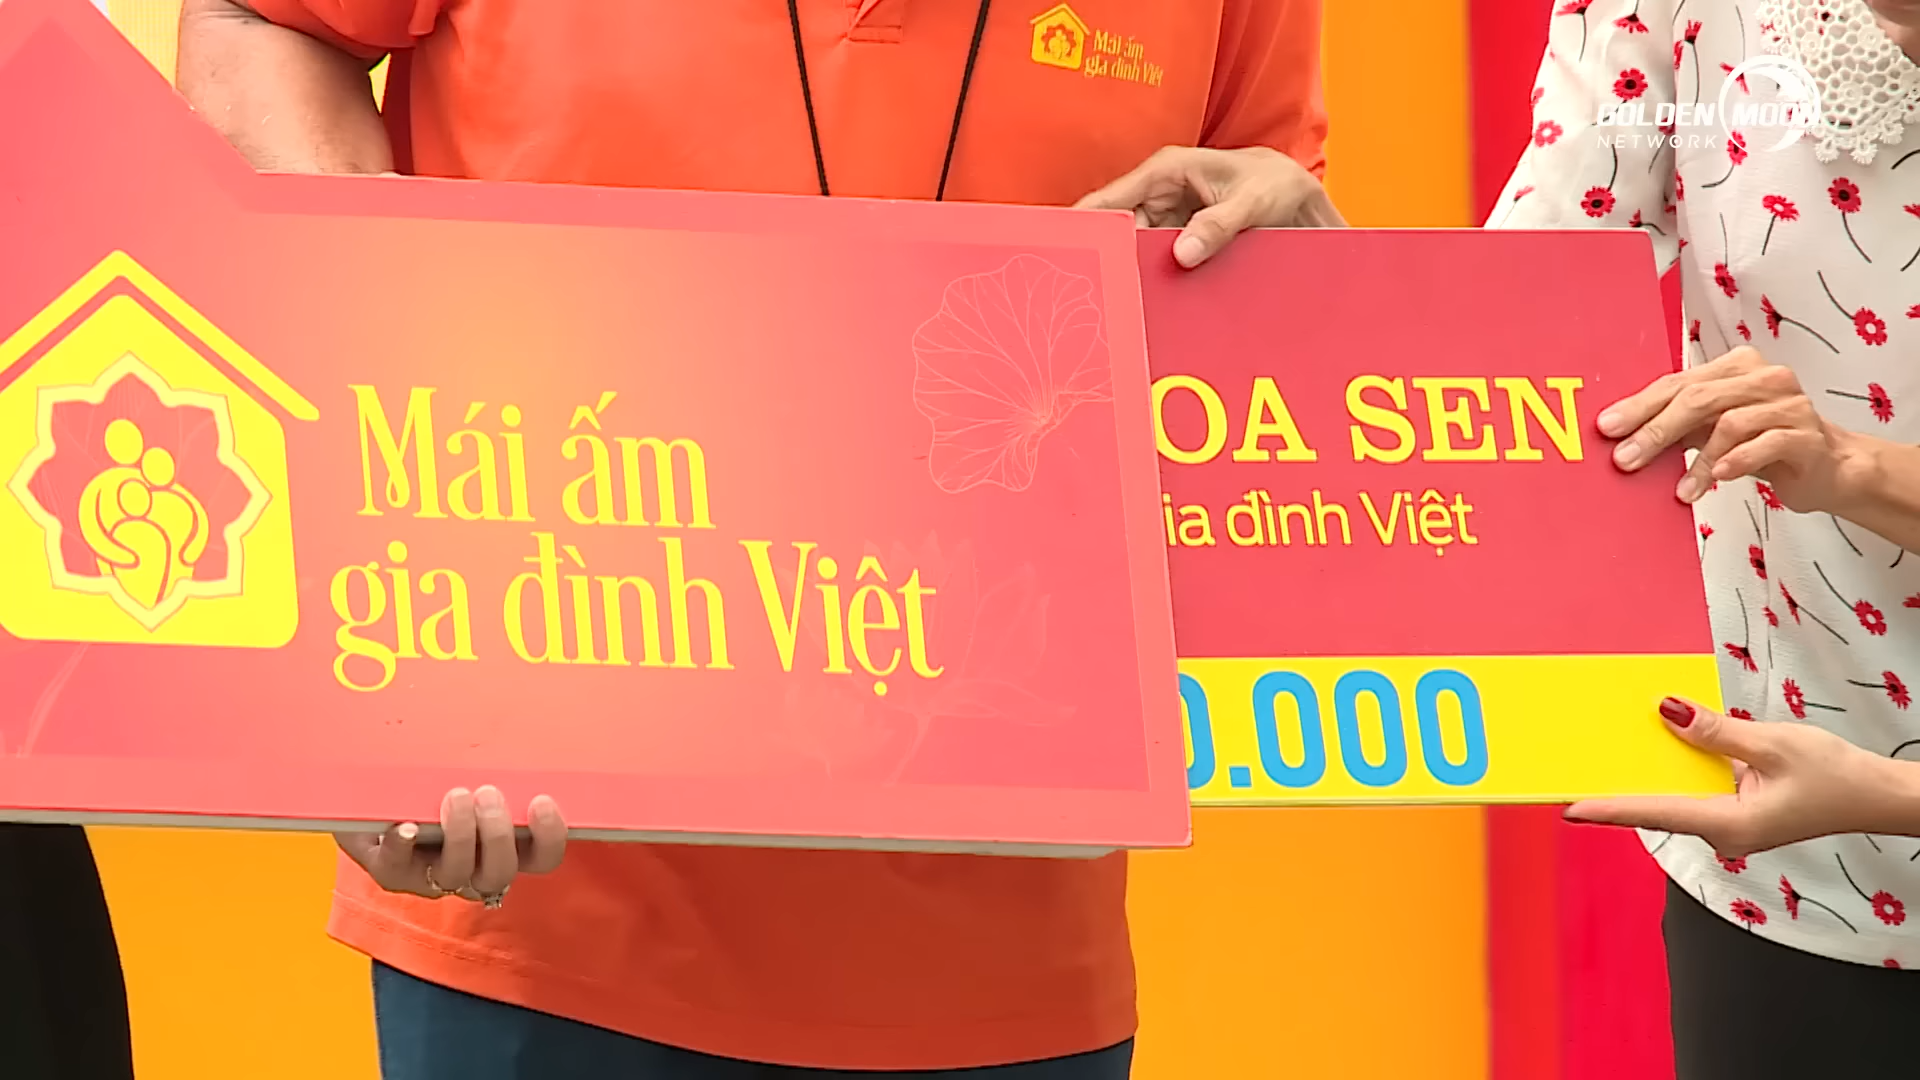 Mái ấm
gia đình Việt
GOLDEN MOON
NETWORK
Mái ấm
gia đình Việt
OA SEN
ia đình Việt
0.000